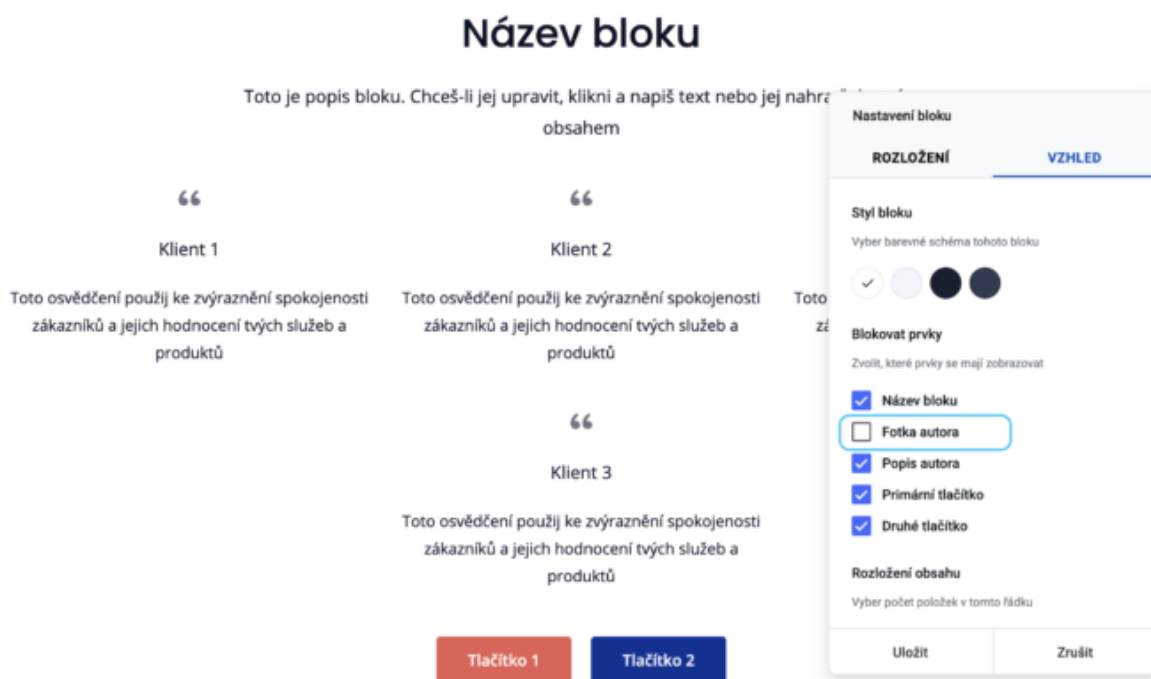 Název bloku
Toto je popis bloku. Chceš-li jej upravit, klikni a napiš text nebo jej
obsahem
Klient 1
Toto osvědčení použij ke zvýraznění spokojenosti
zákazníků a jejich hodnocení tvých služeb a
produktů
Klient 2
Toto osvědčení použij ke zvýraznění spokojenosti
zákazníků a jejich hodnocení tvých služeb a
produktů
Toto
Klient 3
Toto osvědčení použij ke zvýraznění spokojenosti
zákazníků a jejich hodnocení tvých služeb a
produktů
Tlačítko 1
Tlačítko 2
Nastavení bloku
ROZLOŽENÍ
VZHLED
Styl bloku
Vyber barevné schéma tohoto bloku
Blokovat prvky
Zvolit, které prvky se mají zobrazovat
Název bloku
Fotka autora
Popis autora
Primární tlačítko
Druhé tlačítko
Rozložení obsahu
Vyber počet položek v tomto řádku
Uložit
Zrušit